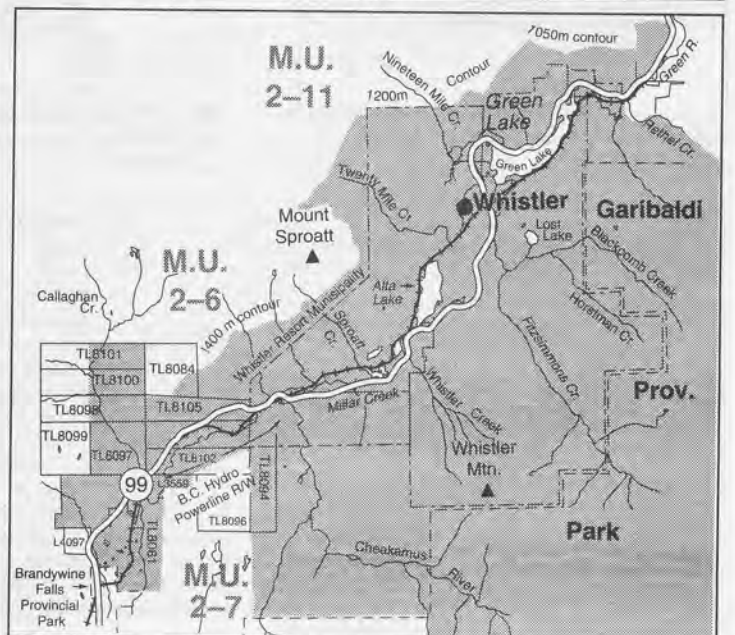 7050m contour
M.U.
2–11
Nineteen Mile Cr.
Contour
1200m
Green R.
Green
Lake
Green Lake
Rethel Cr.
Twenty Mile Cr.
Whistler
Garibaldi
Mount
Sproatt
Lost
Lake
Blackcomb Creek
M.U.
2–6
Alta
Lake
Callaghan
Cr.
Horstman Cr.
1400 m contour
Whistler Resort Municipality
Sproatt
Cr.
Fitzsimmons Cr.
TL8101
TL8100
TL8084
Prov.
TL8098
TL8105
Millar Creek
Whistler Creek
TL8099
TL8097
TL8102
Whistler
Mtn.
99
L3559
B.C. Hydro
Powerline R/W
TL8094
TL8096
TL8061
Park
L4097
Cheakamus
River
Brandywine
Falls
Provincial
Park
M.U.
2–7